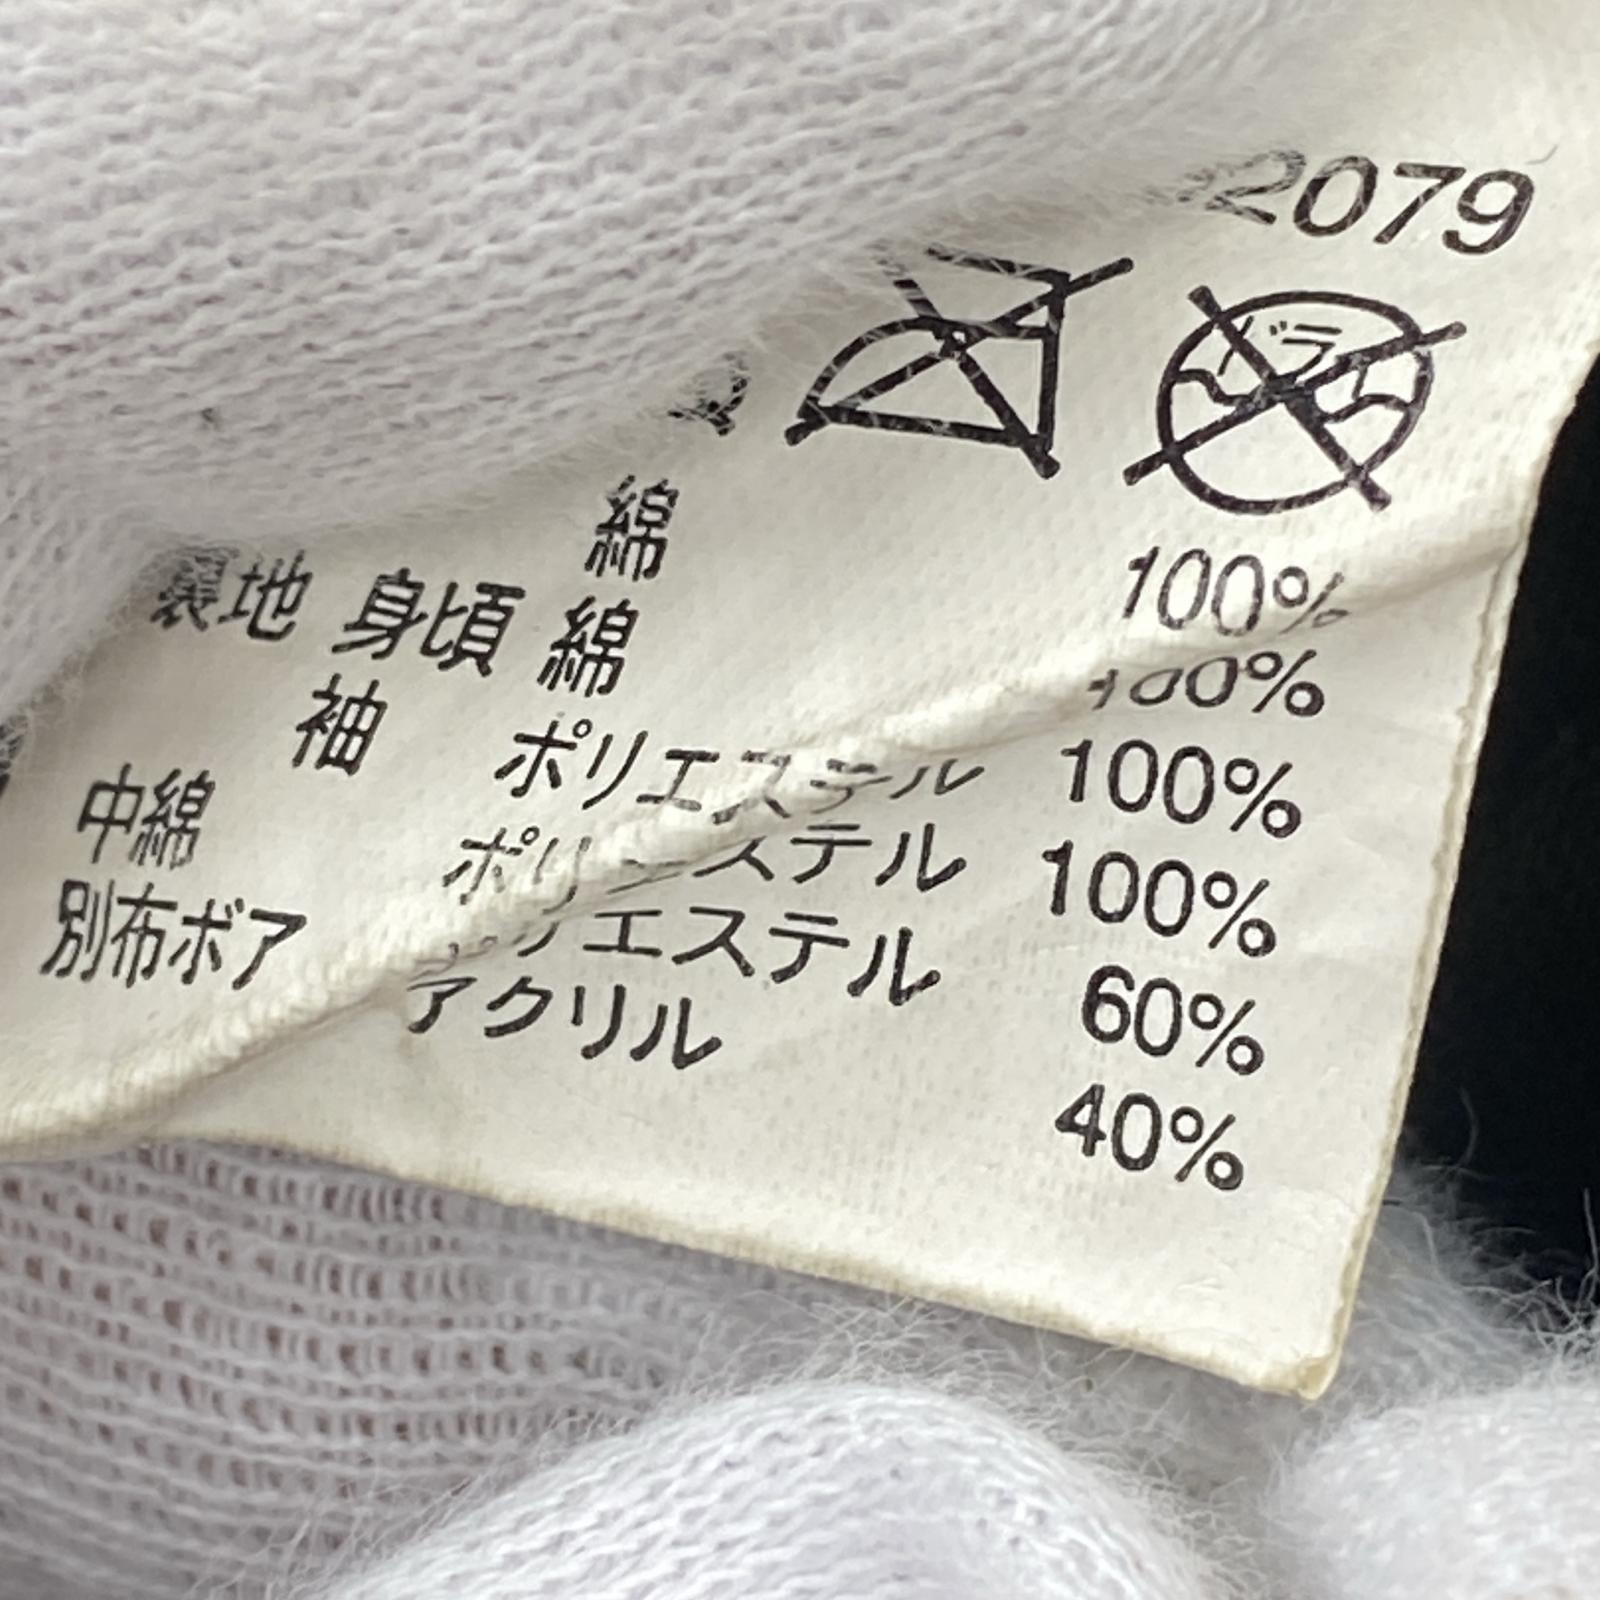 2079
ドライ
綿 100%
裏地 身頃 綿 100%
袖 ポリエステル 100%
中綿 ポリエステル 100%
別布ボア ポリエステル 60%
アクリル 40%